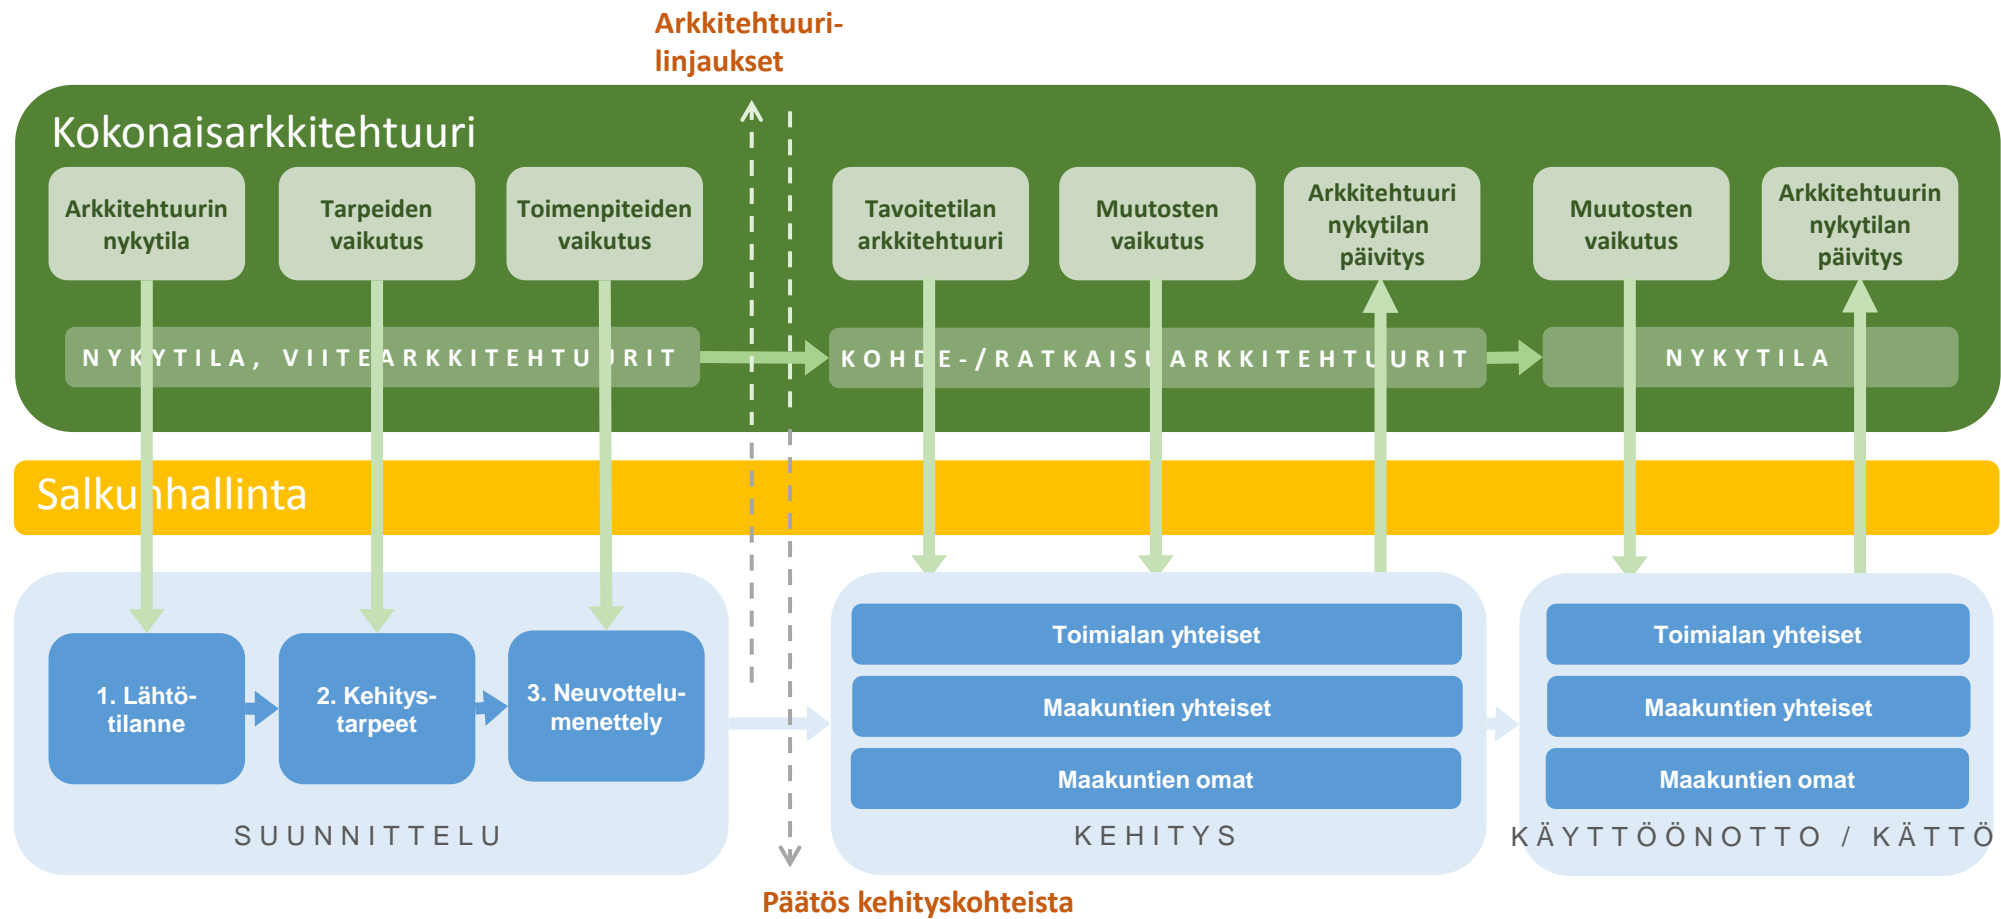 Arkkitehtuuri-
linjaukset
Kokonaisarkkitehtuuri
Arkkitehtuurin
nykytila
Tarpeiden
vaikutus
Toimenpiteiden
vaikutus
Tavoitetilan
arkkitehtuuri
Muutosten
vaikutus
Arkkitehtuuri
nykytilan
päivitys
Muutosten
vaikutus
Arkkitehtuurin
nykytilan
päivitys
NYKYTILA, VIITEARKKITEHTUURIT
KOHDE-/RATKAISUARKKITEHTUURIT
NYKYTILA
Salkunhallinta
1. Lähtö-
tilanne
2. Kehitys-
tarpeet
3. Neuvottelu-
menettely
SUUNNITTELU
Toimialan yhteiset
Maakuntien yhteiset
Maakuntien omat
KEHITYS
Toimialan yhteiset
Maakuntien yhteiset
Maakuntien omat
KÄYTTÖÖNOTTO / KÄTTÖ
Päätös kehityskohteista